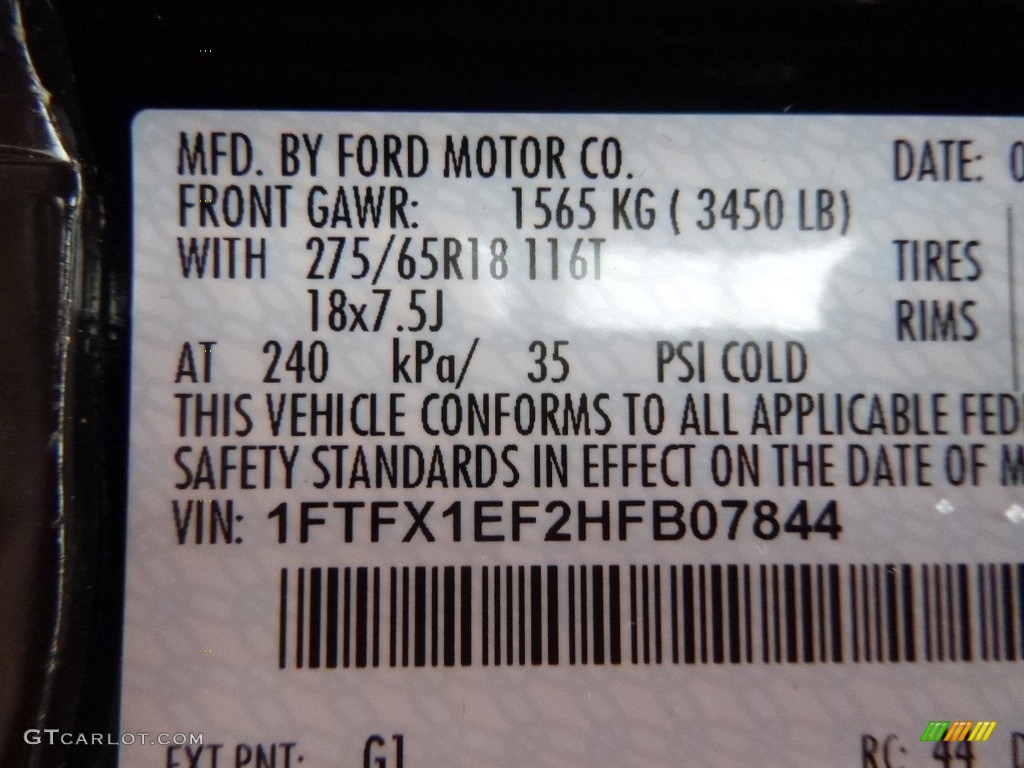 MFD. BY FORD MOTOR CO. DATE: 0
FRONT GAWR: 1565 KG ( 3450 LB)
WITH 275/65R18 116T TIRES
18x7.5J RIMS
AT 240 kPa/ 35 PSI COLD
THIS VEHICLE CONFORMS TO ALL APPLICABLE FED
SAFETY STANDARDS IN EFFECT ON THE DATE OF M
VIN: 1FTFX1EF2HFB07844
EXT PNT: G1 RC: 44 D
GTCARLOT.COM